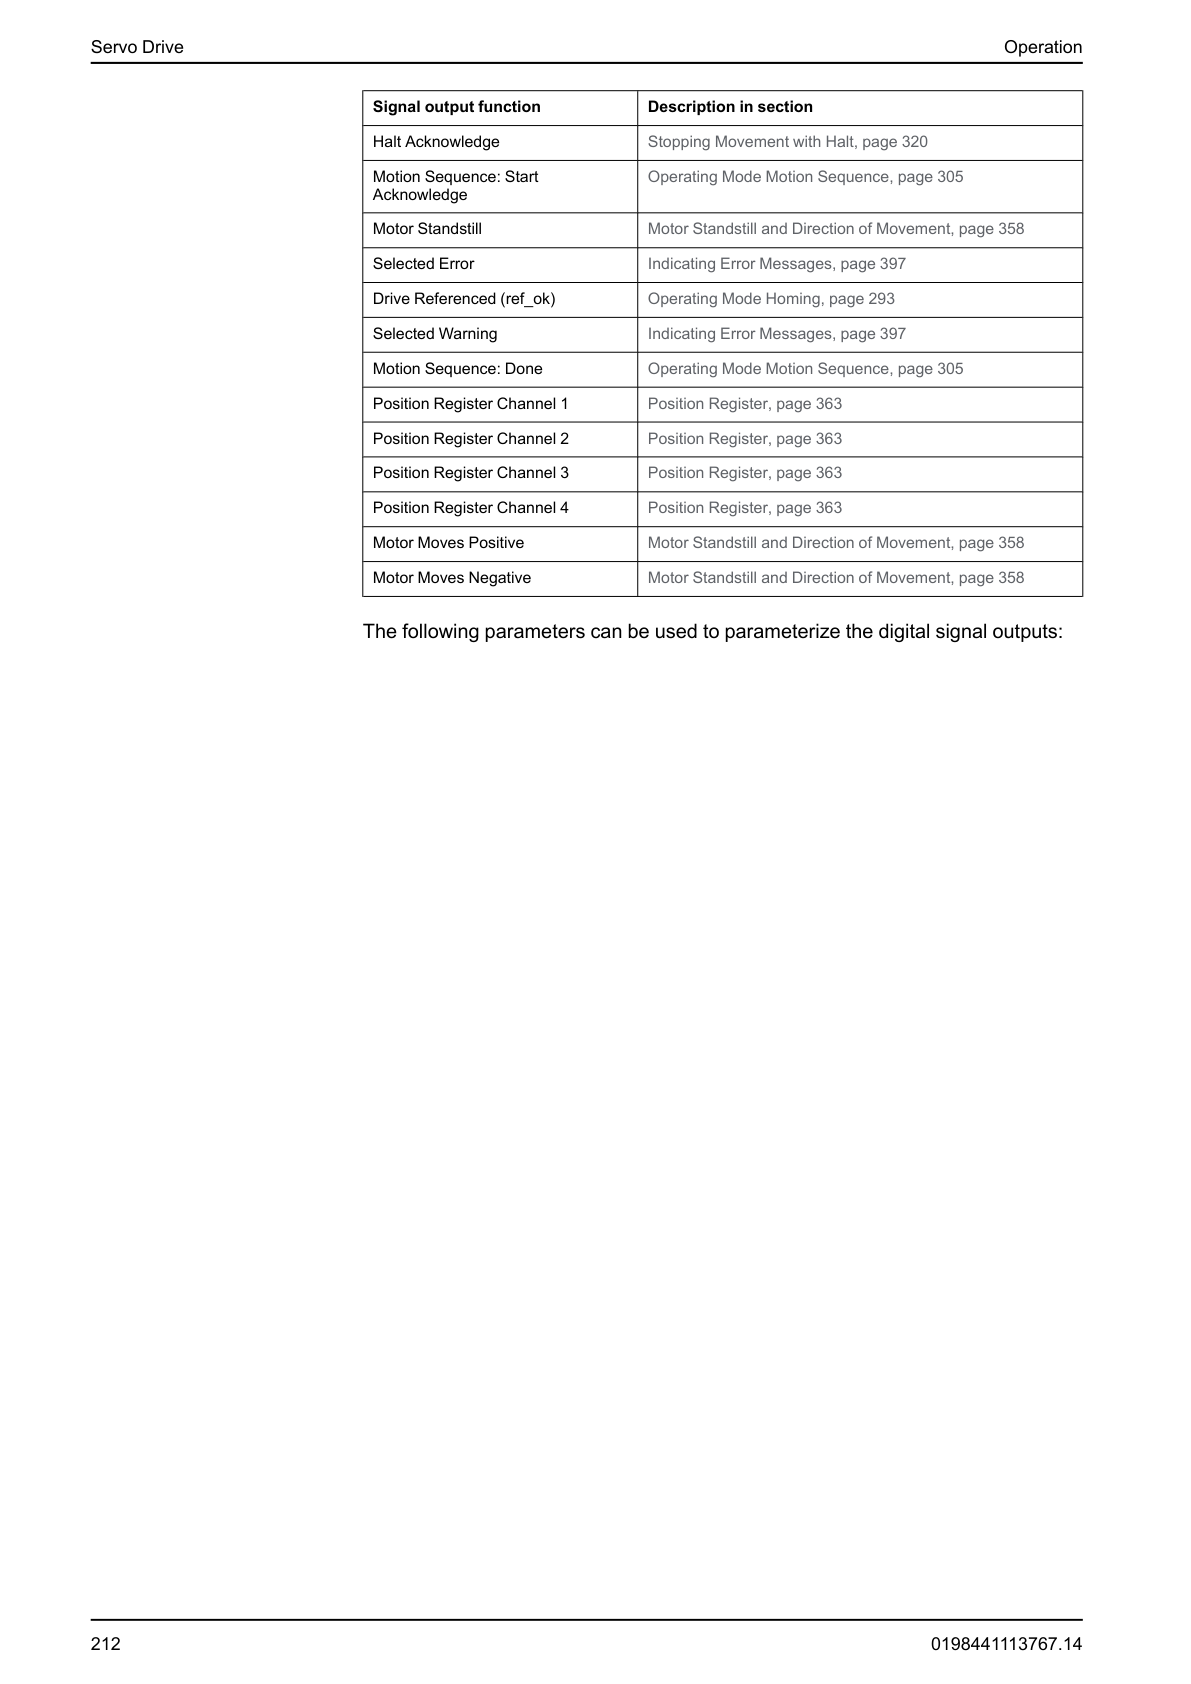 Servo Drive Operation
Signal output function Description in section
Halt Acknowledge Stopping Movement with Halt, page 320
Motion Sequence: Start Operating Mode Motion Sequence, page 305
Acknowledge
Motor Standstill Motor Standstill and Direction of Movement, page 358
Selected Error Indicating Error Messages, page 397
Drive Referenced (ref_ok) Operating Mode Homing, page 293
Selected Warning Indicating Error Messages, page 397
Motion Sequence: Done Operating Mode Motion Sequence, page 305
Position Register Channel 1 Position Register, page 363
Position Register Channel 2 Position Register, page 363
Position Register Channel 3 Position Register, page 363
Position Register Channel 4 Position Register, page 363
Motor Moves Positive Motor Standstill and Direction of Movement, page 358
Motor Moves Negative Motor Standstill and Direction of Movement, page 358
The following parameters can be used to parameterize the digital signal outputs:
212 0198441113767.14